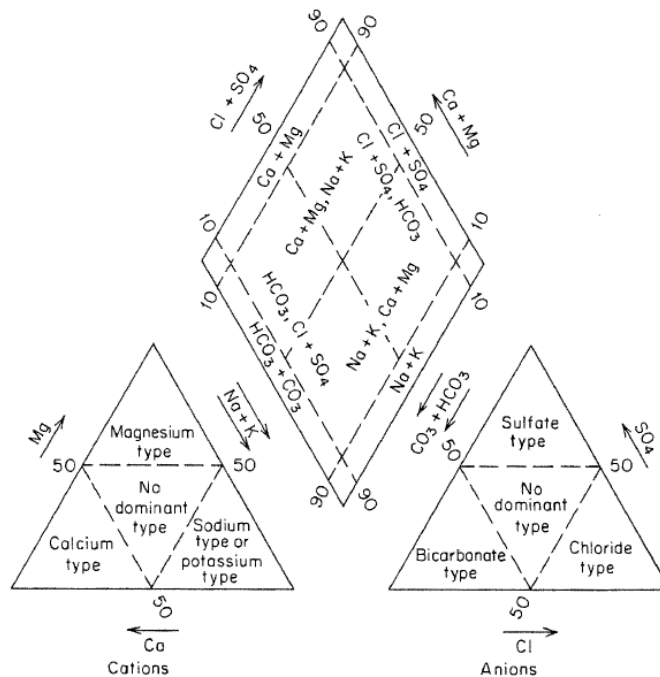 90
90
Cl + SO4
50
Ca + Mg
Cl + SO4
50
Ca + Mg
Ca + Mg, Na + K
Cl + SO4, HCO3
10
10
10
10
HCO3, Cl + SO4
HCO3 + CO3
Na + K, Ca + Mg
Na + K
90
90
Mg
50
Na + K
50
Magnesium
type
No
dominant
type
Calcium
type
Sodium
type or
potassium
type
50
Ca
Cations
CO3 + HCO3
50
SO4
50
Sulfate
type
No
dominant
type
Bicarbonate
type
Chloride
type
50
Cl
Anions